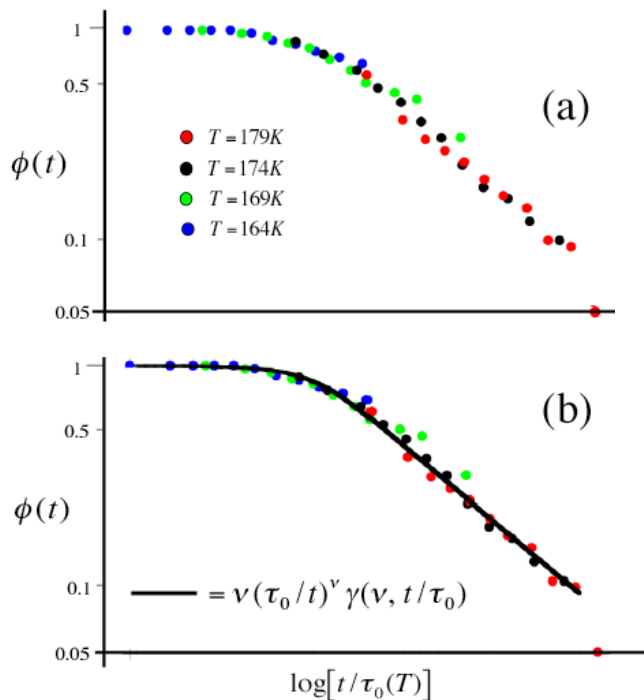 1
0.5
(a)
T=179K
T=174K
ϕ(t)
T=169K
T=164K
0.1
0.05
1
(b)
0.5
ϕ(t)
0.1
= ν(τ₀/t)^ν γ(ν, t/τ₀)
0.05
log[t/τ₀(T)]